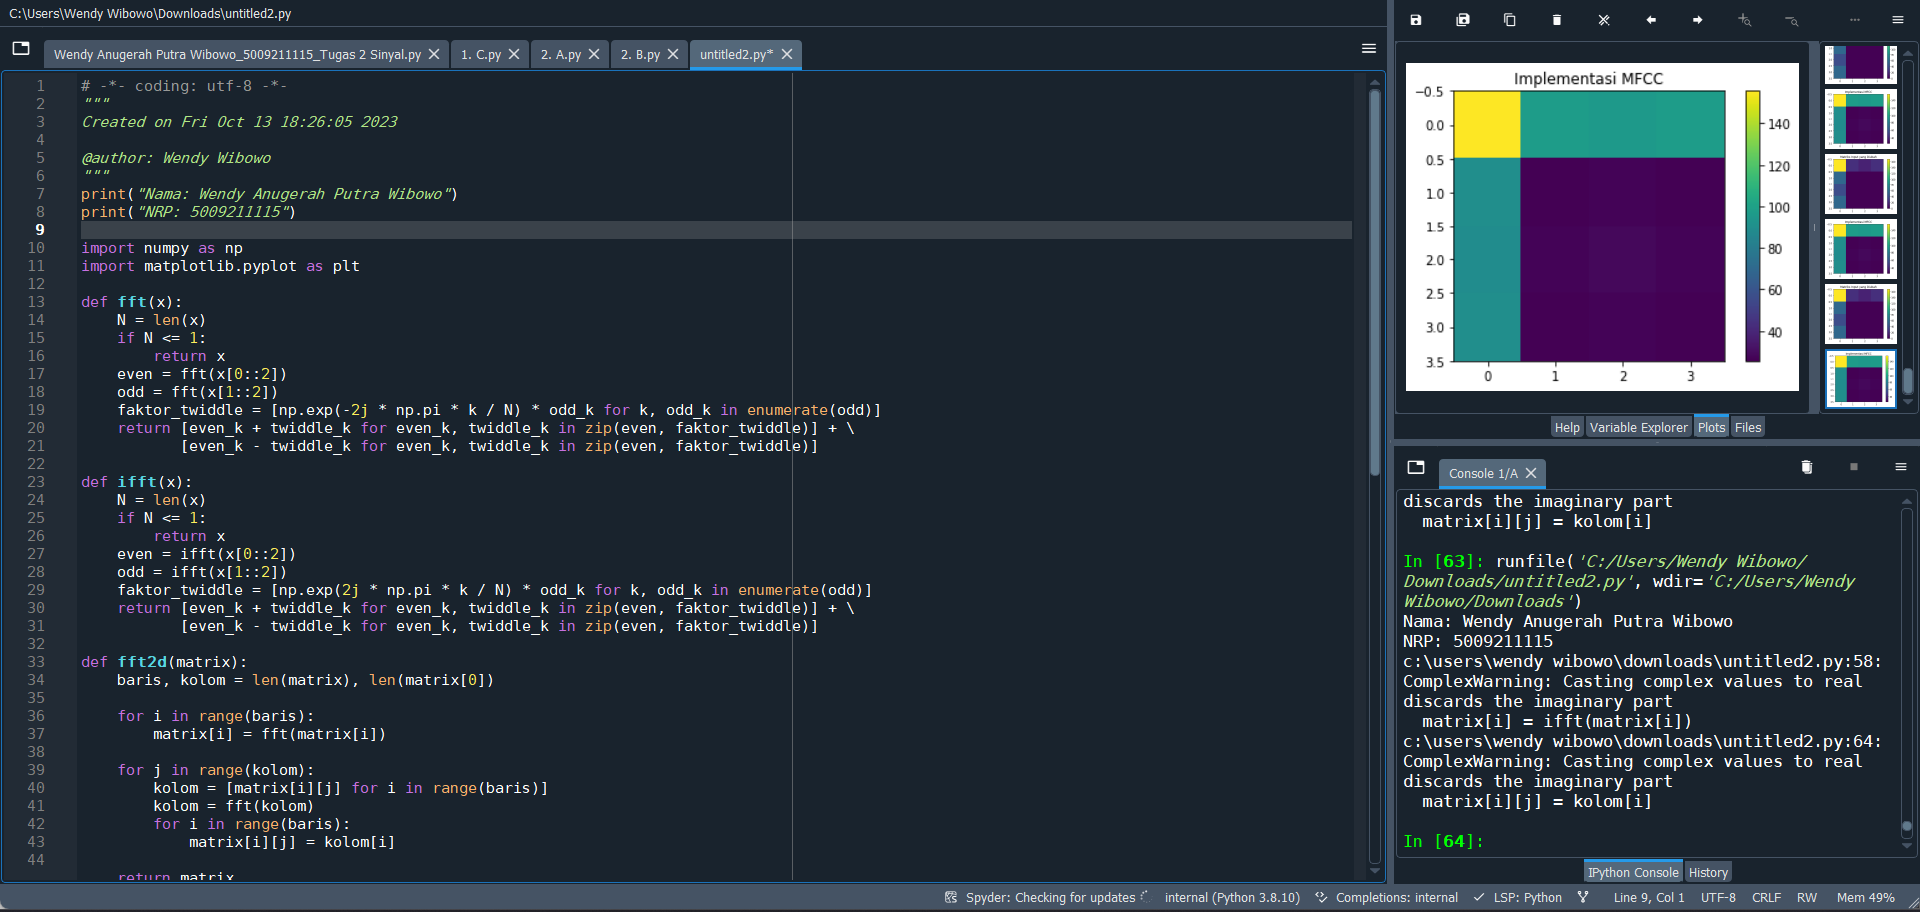 C:\Users\Wendy Wibowo\Downloads\untitled2.py
Wendy Anugerah Putra Wibowo_5009211115_Tugas 2 Sinyal.py
1. C.py
2. A.py
2. B.py
untitled2.py*
1 # -*- coding: utf-8 -*-
2 """
3 Created on Fri Oct 13 18:26:05 2023
4
5 @author: Wendy Wibowo
6 """
7 print("Nama: Wendy Anugerah Putra Wibowo")
8 print("NRP: 5009211115")
9
10 import numpy as np
11 import matplotlib.pyplot as plt
12
13 def fft(x):
14     N = len(x)
15     if N <= 1:
16         return x
17     even = fft(x[0::2])
18     odd = fft(x[1::2])
19     faktor_twiddle = [np.exp(-2j * np.pi * k / N) * odd_k for k, odd_k in enumerate(odd)]
20     return [even_k + twiddle_k for even_k, twiddle_k in zip(even, faktor_twiddle)] + \
21            [even_k - twiddle_k for even_k, twiddle_k in zip(even, faktor_twiddle)]
22
23 def ifft(x):
24     N = len(x)
25     if N <= 1:
26         return x
27     even = ifft(x[0::2])
28     odd = ifft(x[1::2])
29     faktor_twiddle = [np.exp(2j * np.pi * k / N) * odd_k for k, odd_k in enumerate(odd)]
30     return [even_k + twiddle_k for even_k, twiddle_k in zip(even, faktor_twiddle)] + \
31            [even_k - twiddle_k for even_k, twiddle_k in zip(even, faktor_twiddle)]
32
33 def fft2d(matrix):
34     baris, kolom = len(matrix), len(matrix[0])
35
36     for i in range(baris):
37         matrix[i] = fft(matrix[i])
38
39     for j in range(kolom):
40         kolom = [matrix[i][j] for i in range(baris)]
41         kolom = fft(kolom)
42         for i in range(baris):
43             matrix[i][j] = kolom[i]
44
return matrix
Implementasi MFCC
−0.5
0.0
0.5
1.0
1.5
2.0
2.5
3.0
3.5
0 1 2 3
140
120
100
80
60
40
Help
Variable Explorer
Plots
Files
Console 1/A
discards the imaginary part
  matrix[i][j] = kolom[i]
In [63]: runfile('C:/Users/Wendy Wibowo/
Downloads/untitled2.py', wdir='C:/Users/Wendy
Wibowo/Downloads')
Nama: Wendy Anugerah Putra Wibowo
NRP: 5009211115
c:\users\wendy wibowo\downloads\untitled2.py:58:
ComplexWarning: Casting complex values to real
discards the imaginary part
  matrix[i] = ifft(matrix[i])
c:\users\wendy wibowo\downloads\untitled2.py:64:
ComplexWarning: Casting complex values to real
discards the imaginary part
  matrix[i][j] = kolom[i]
In [64]:
IPython Console
History
Spyder: Checking for updates
internal (Python 3.8.10)
Completions: internal
LSP: Python
Line 9, Col 1
UTF-8
CRLF
RW
Mem 49%